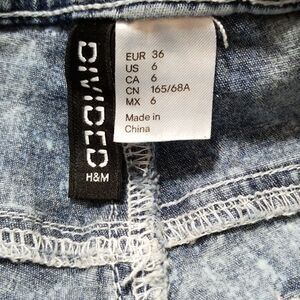 DIVIDED
H&M
EUR 36
US 6
CA 6
CN 165/68A
MX 6
Made in
China